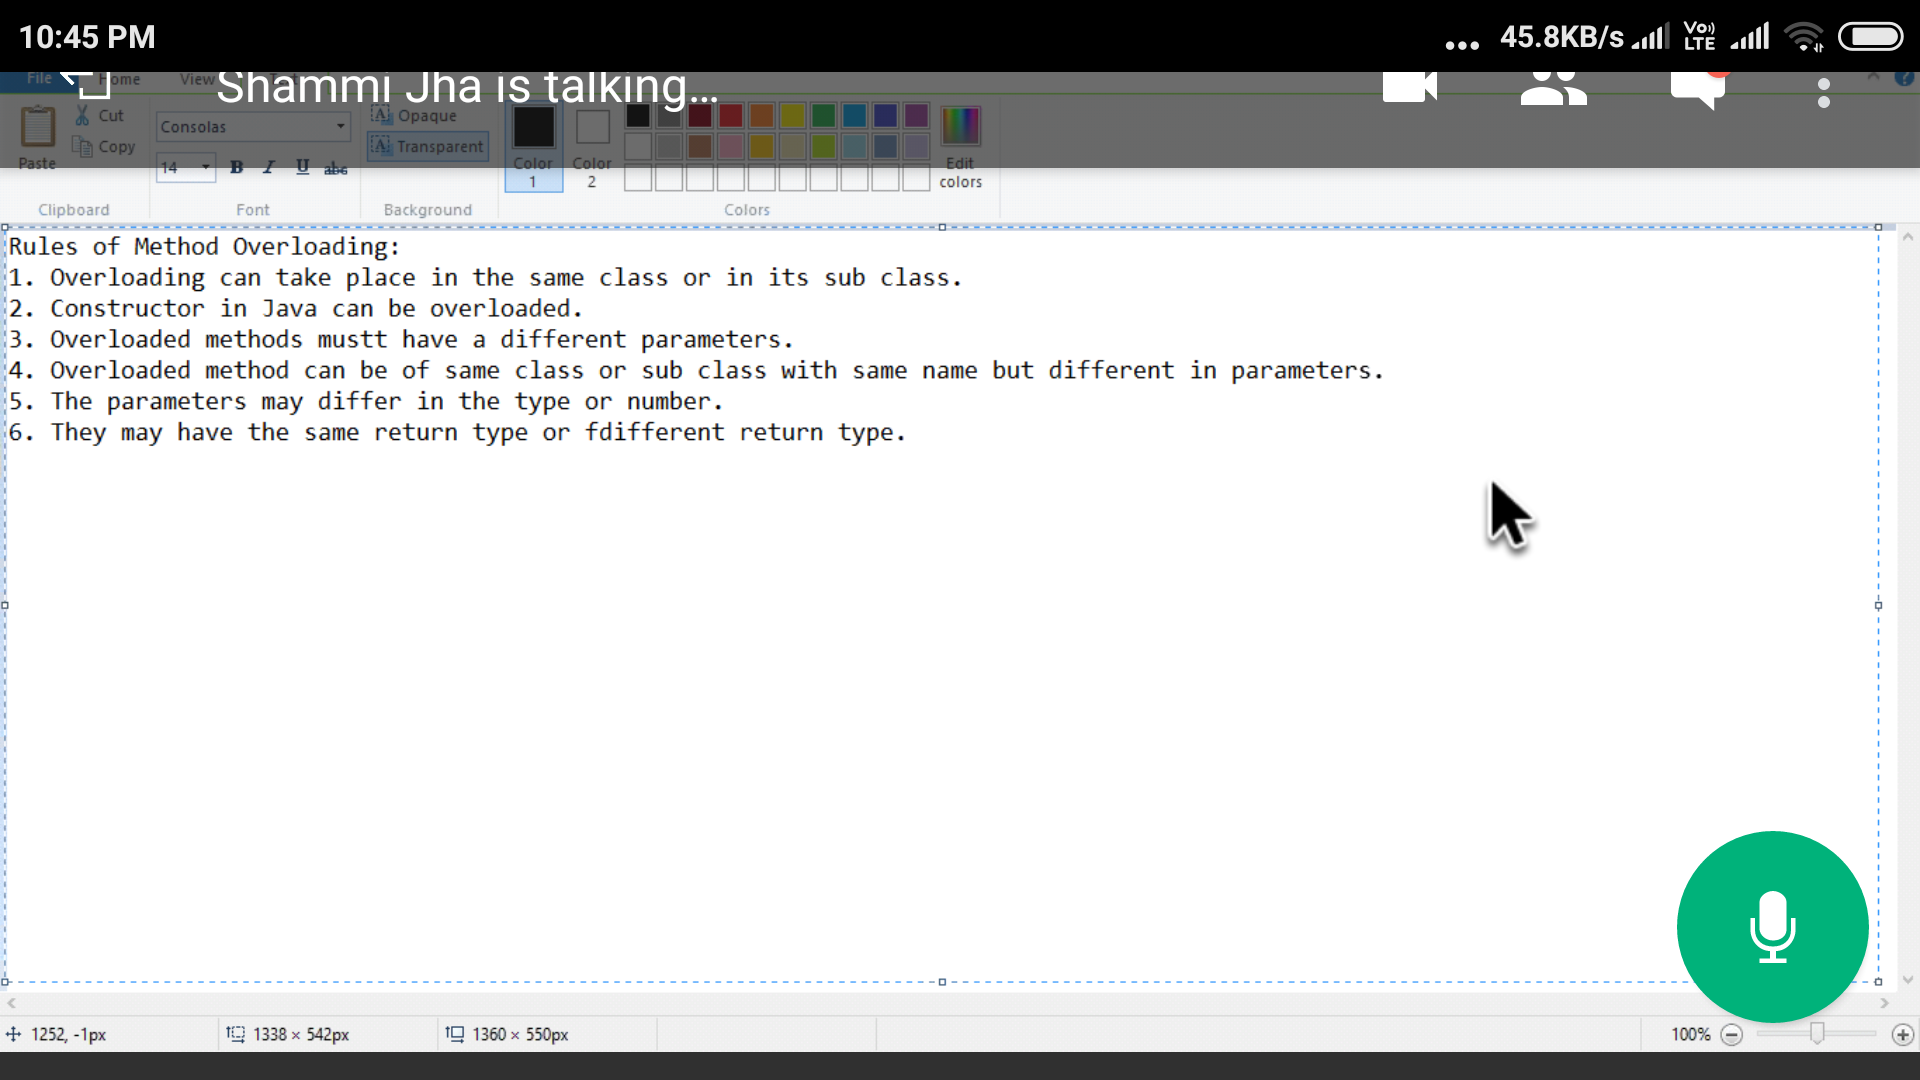 10:45 PM
... 45.8KB/s Vo) LTE
File Home View
Shammi Jha is talking...
Cut
Copy
Paste
Consolas
14 B I U abc
A Opaque
A Transparent
Color 1
Color 2
Edit colors
Clipboard Font Background Colors
Rules of Method Overloading:
1. Overloading can take place in the same class or in its sub class.
2. Constructor in Java can be overloaded.
3. Overloaded methods mustt have a different parameters.
4. Overloaded method can be of same class or sub class with same name but different in parameters.
5. The parameters may differ in the type or number.
6. They may have the same return type or fdifferent return type.
1252, -1px 1338 × 542px 1360 × 550px 100%